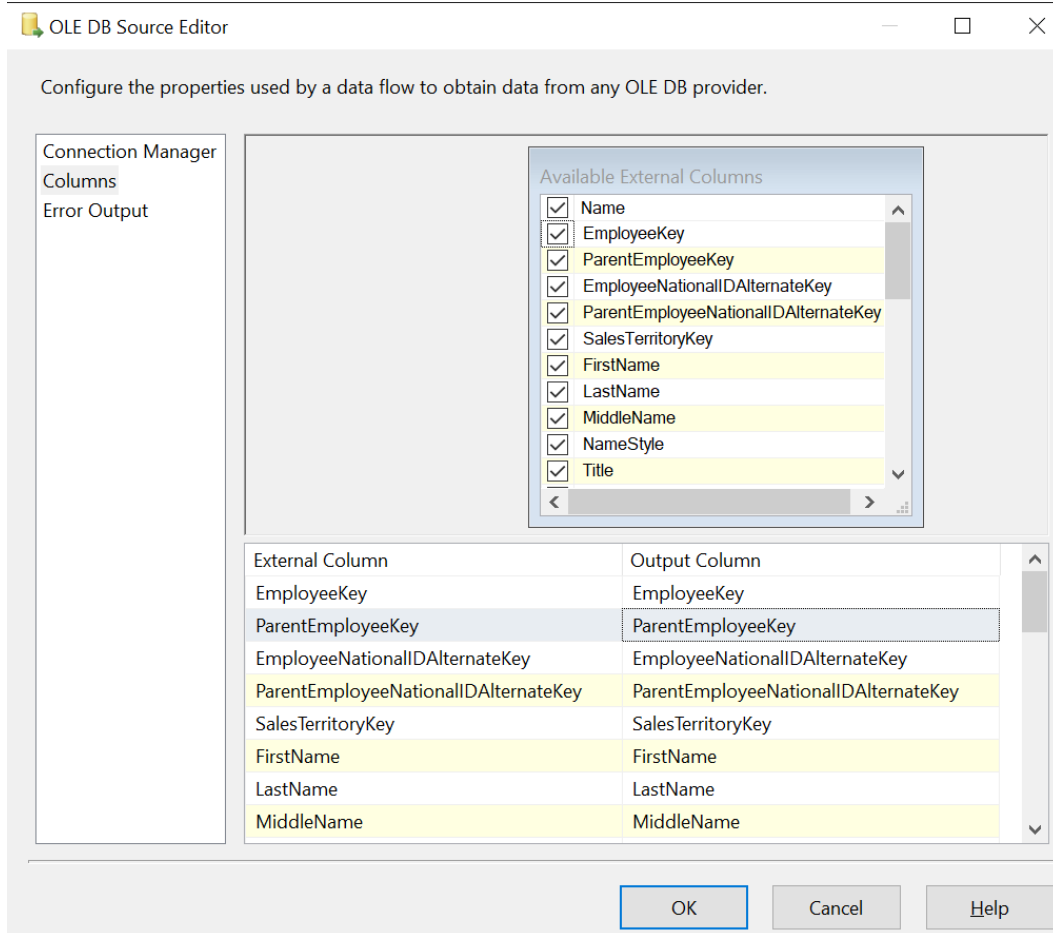 OLE DB Source Editor
Configure the properties used by a data flow to obtain data from any OLE DB provider.
Connection Manager
Columns
Error Output
Available External Columns
Name
EmployeeKey
ParentEmployeeKey
EmployeeNationalIDAlternateKey
ParentEmployeeNationalIDAlternateKey
SalesTerritoryKey
FirstName
LastName
MiddleName
NameStyle
Title
External Column Output Column
EmployeeKey EmployeeKey
ParentEmployeeKey ParentEmployeeKey
EmployeeNationalIDAlternateKey EmployeeNationalIDAlternateKey
ParentEmployeeNationalIDAlternateKey ParentEmployeeNationalIDAlternateKey
SalesTerritoryKey SalesTerritoryKey
FirstName FirstName
LastName LastName
MiddleName MiddleName
OK Cancel Help